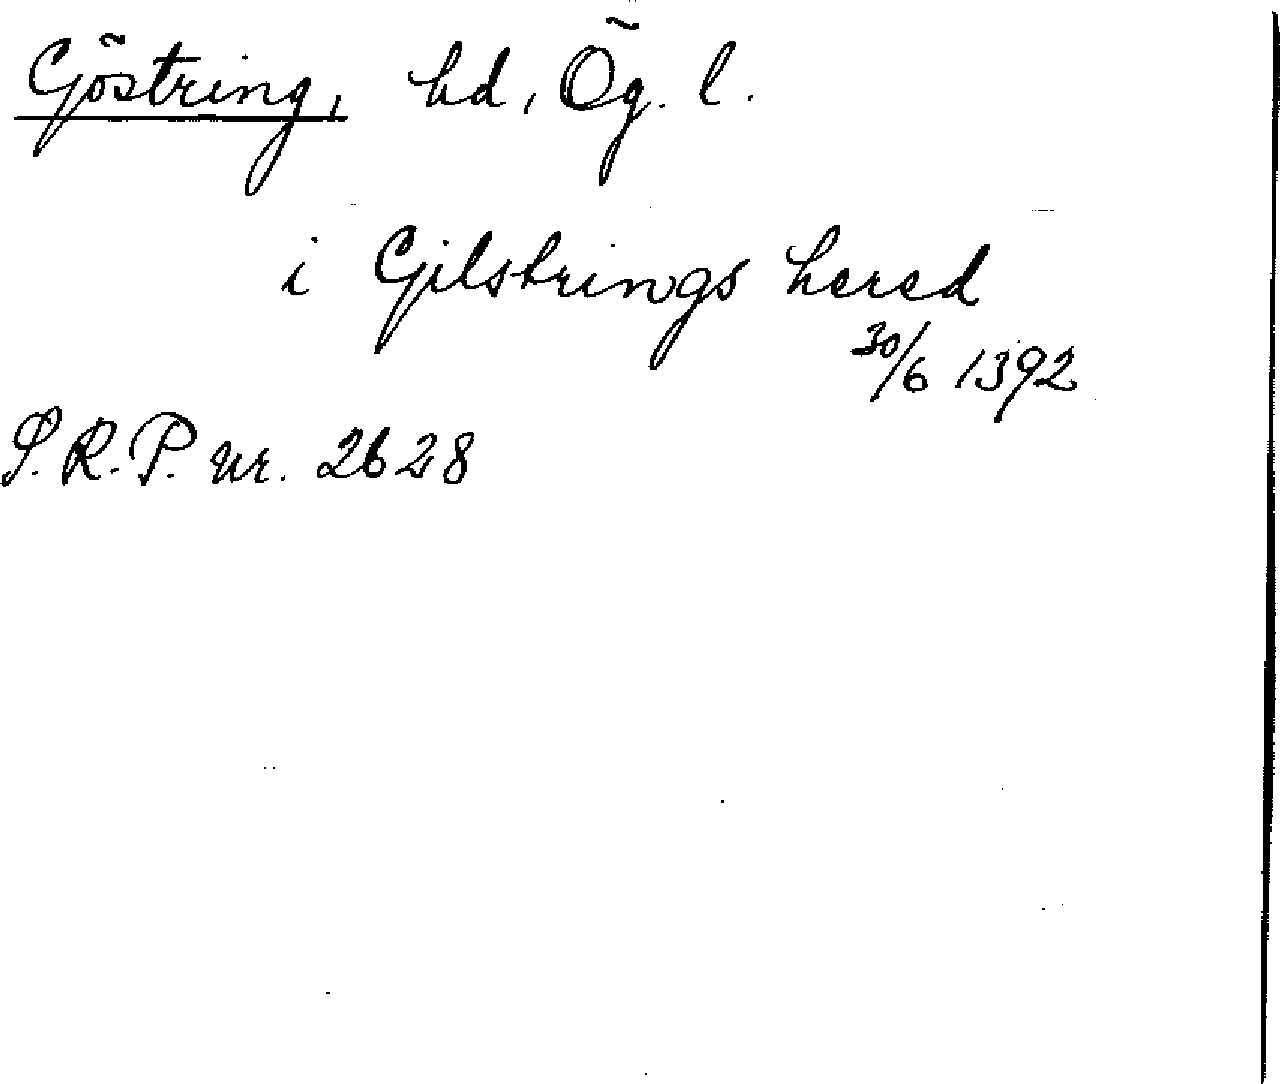 Göstring, hd, Ög. l.
i Gilstrings hered
30/6 1392
S.R.P. nr. 2628